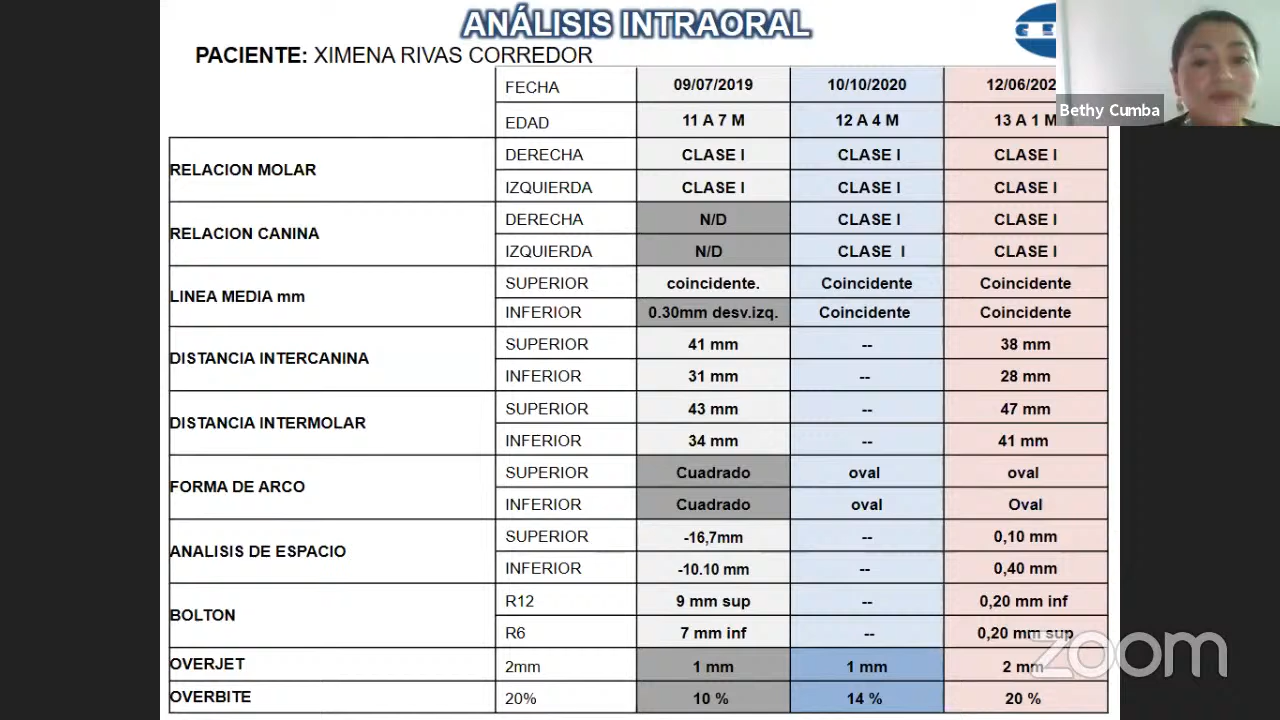 ANÁLISIS INTRAORAL
PACIENTE: XIMENA RIVAS CORREDOR
Bethy Cumba
FECHA 09/07/2019 10/10/2020 12/06/202
EDAD 11 A 7 M 12 A 4 M 13 A 1 M
RELACION MOLAR DERECHA CLASE I CLASE I CLASE I
IZQUIERDA CLASE I CLASE I CLASE I
RELACION CANINA DERECHA N/D CLASE I CLASE I
IZQUIERDA N/D CLASE I CLASE I
LINEA MEDIA mm SUPERIOR coincidente. Coincidente Coincidente
INFERIOR 0.30mm desv.izq. Coincidente Coincidente
DISTANCIA INTERCANINA SUPERIOR 41 mm -- 38 mm
INFERIOR 31 mm -- 28 mm
DISTANCIA INTERMOLAR SUPERIOR 43 mm -- 47 mm
INFERIOR 34 mm -- 41 mm
FORMA DE ARCO SUPERIOR Cuadrado oval oval
INFERIOR Cuadrado oval Oval
ANALISIS DE ESPACIO SUPERIOR -16,7mm -- 0,10 mm
INFERIOR -10.10 mm -- 0,40 mm
BOLTON R12 9 mm sup -- 0,20 mm inf
R6 7 mm inf -- 0,20 mm sup
OVERJET 2mm 1 mm 1 mm 2 mm
OVERBITE 20% 10 % 14 % 20 %
zoom